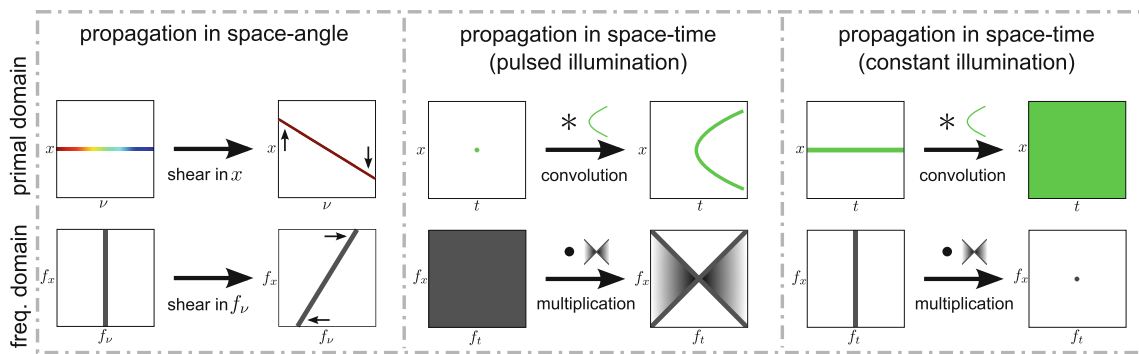 propagation in space-angle
propagation in space-time
(pulsed illumination)
propagation in space-time
(constant illumination)
primal domain
x
shear in x
ν
x
ν
x
∗
convolution
t
x
t
x
∗
convolution
t
x
t
freq. domain
f_x
shear in f_ν
f_ν
f_x
f_ν
f_x
•
multiplication
f_t
f_x
f_t
f_x
•
multiplication
f_t
f_x
f_t